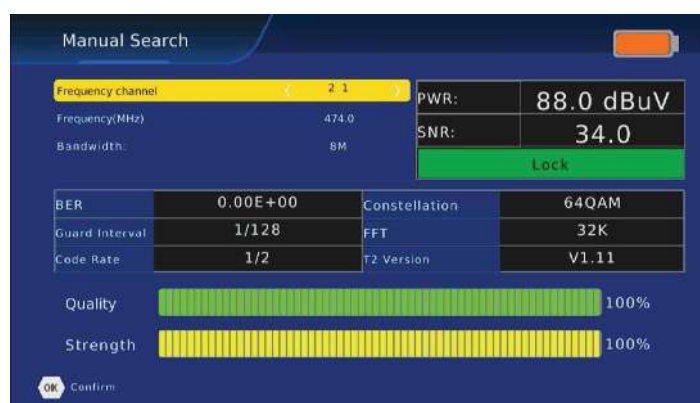 Manual Search
Frequency channel 2 1
Frequency(MHz) 474.0
Bandwidth: 8M
PWR: 88.0 dBuV
SNR: 34.0
Lock
BER 0.00E+00 Constellation 64QAM
Guard Interval 1/128 FFT 32K
Code Rate 1/2 T2 Version V1.11
Quality 100%
Strength 100%
OK Confirm